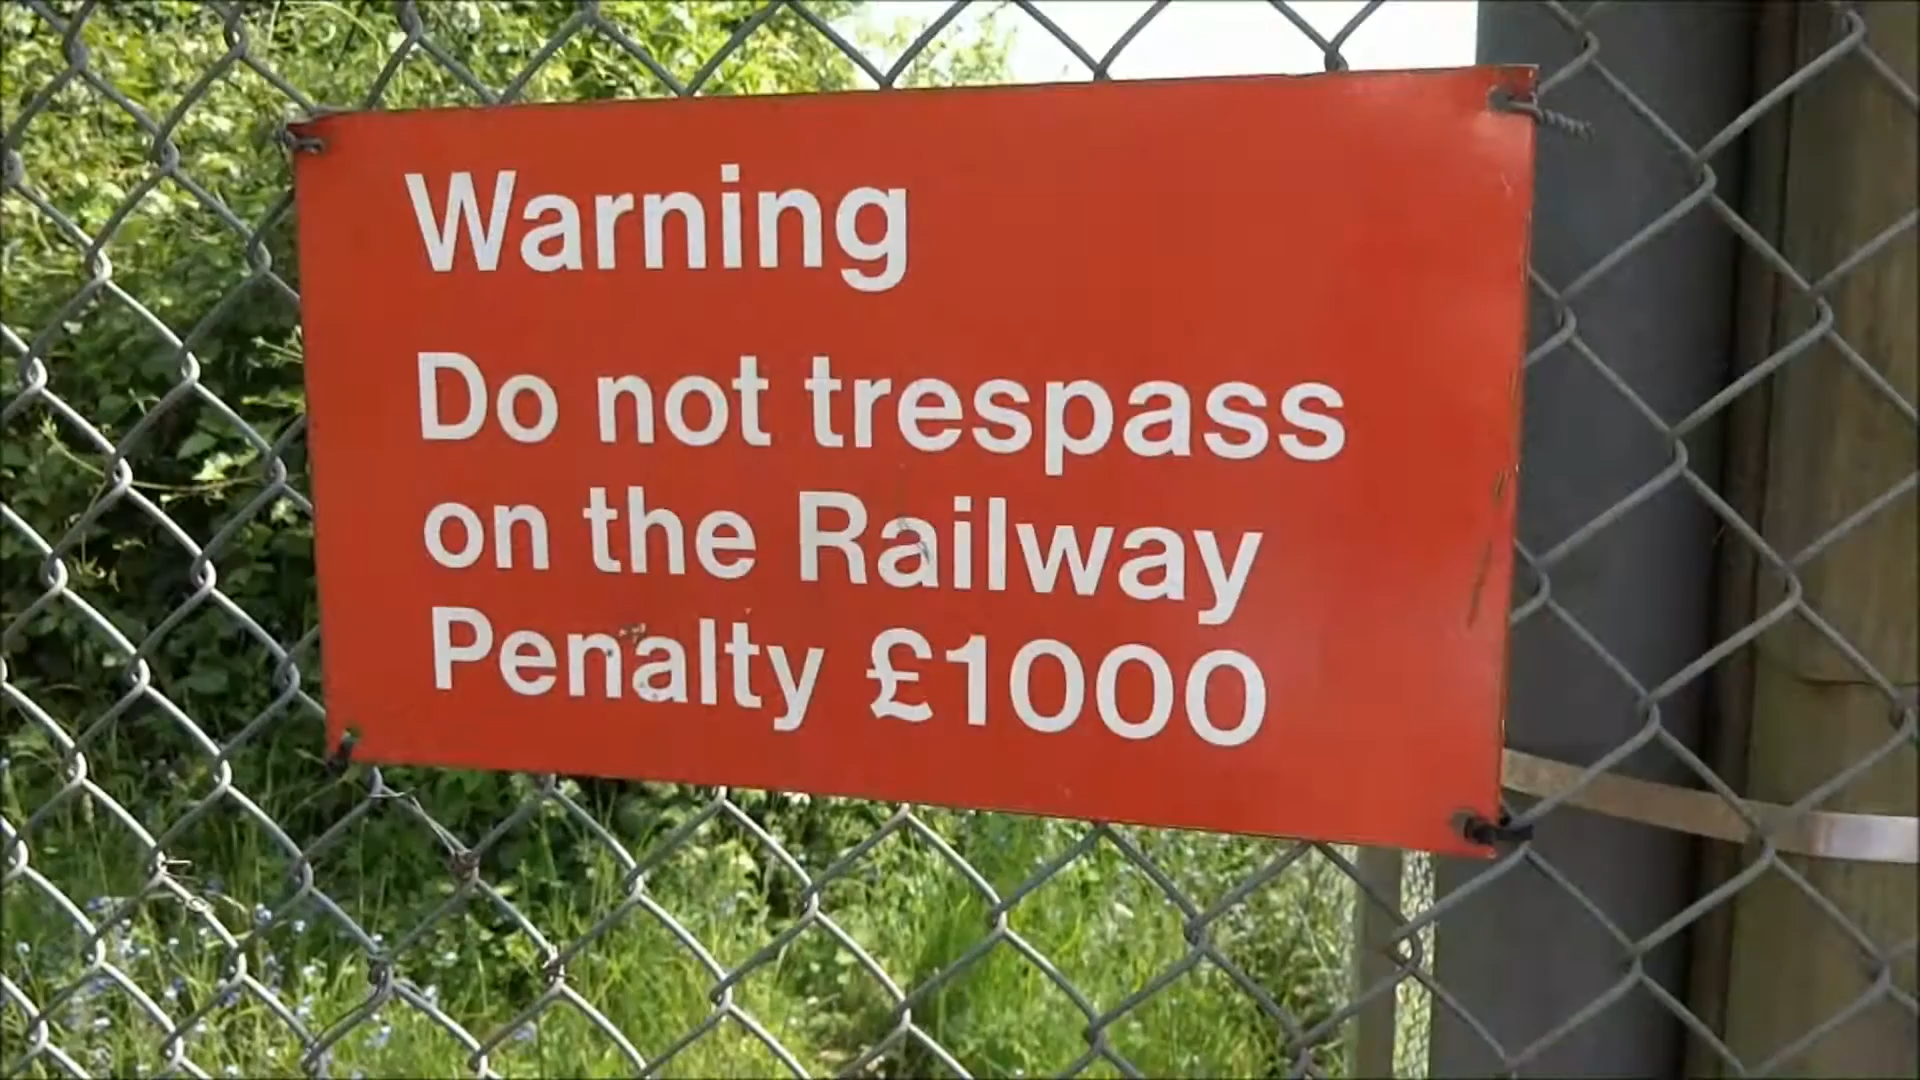 Warning
Do not trespass
on the Railway
Penalty £1000